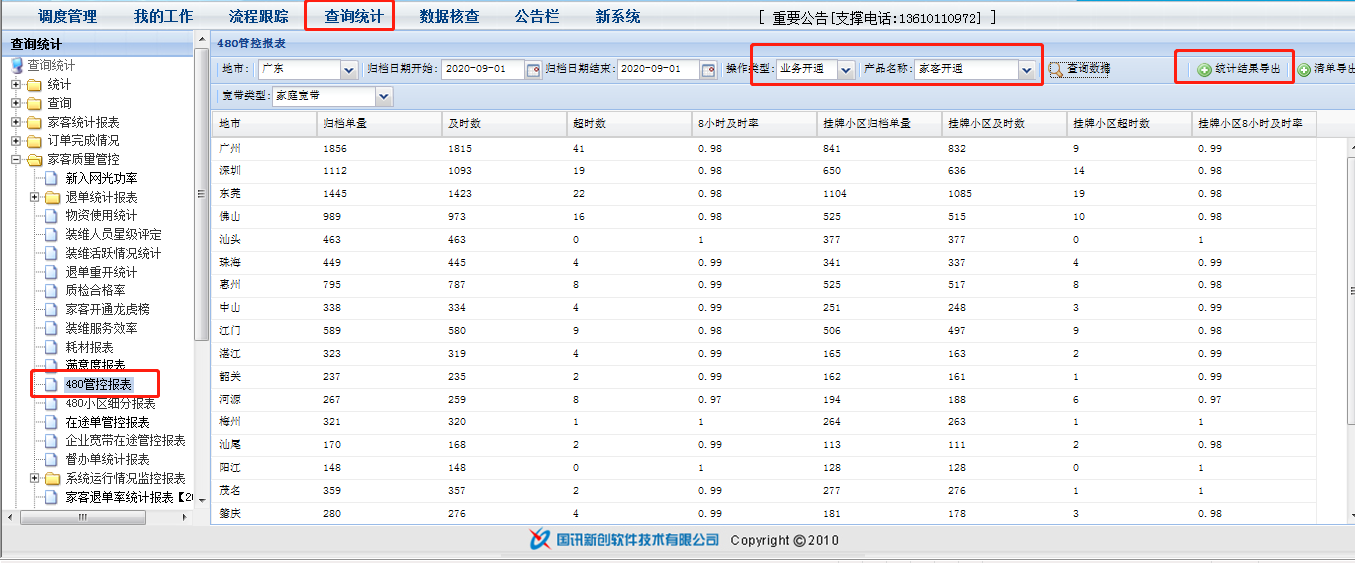 调度管理 我的工作 流程跟踪 查询统计 数据核查 公告栏 新系统 [ 重要公告[支撑电话:13610110972] ]
查询统计
查询统计
统计
查询
家客统计报表
订单完成情况
家客质量管控
新入网光功率
退单统计报表
物资使用统计
装维人员星级评定
装维活跃情况统计
退单重开统计
质检合格率
家客开通龙虎榜
装维服务效率
耗材报表
满意度报表
480管控报表
480小区细分报表
在途单管控报表
企业宽带在途管控报表
督办单统计报表
系统运行情况监控报表
家客退单率统计报表【20
480管控报表
地市: 广东 归档日期开始: 2020-09-01 归档日期结束: 2020-09-01 操作类型: 业务开通 产品名称: 家客开通 查询数据 统计结果导出 清单导出
宽带类型: 家庭宽带
地市 归档单量 及时数 超时数 8小时及时率 挂牌小区归档单量 挂牌小区及时数 挂牌小区超时数 挂牌小区8小时及时率
广州 1856 1815 41 0.98 841 832 9 0.99
深圳 1112 1093 19 0.98 650 636 14 0.98
东莞 1445 1423 22 0.98 1104 1085 19 0.98
佛山 989 973 16 0.98 525 515 10 0.98
汕头 463 463 0 1 377 377 0 1
珠海 449 445 4 0.99 341 337 4 0.99
惠州 795 787 8 0.99 525 517 8 0.99
中山 338 334 4 0.99 251 248 3 0.99
江门 589 580 9 0.98 506 497 9 0.98
湛江 323 319 4 0.99 165 163 2 0.99
韶关 237 235 2 0.99 162 161 1 0.99
河源 267 259 8 0.97 194 188 6 0.97
梅州 321 320 1 1 264 263 1 1
汕尾 170 168 2 0.99 113 111 2 0.98
阳江 148 148 0 1 128 128 0 1
茂名 359 357 2 0.99 277 276 1 1
肇庆 280 276 4 0.99 181 178 3 0.98
国讯新创软件技术有限公司 Copyright ©2010